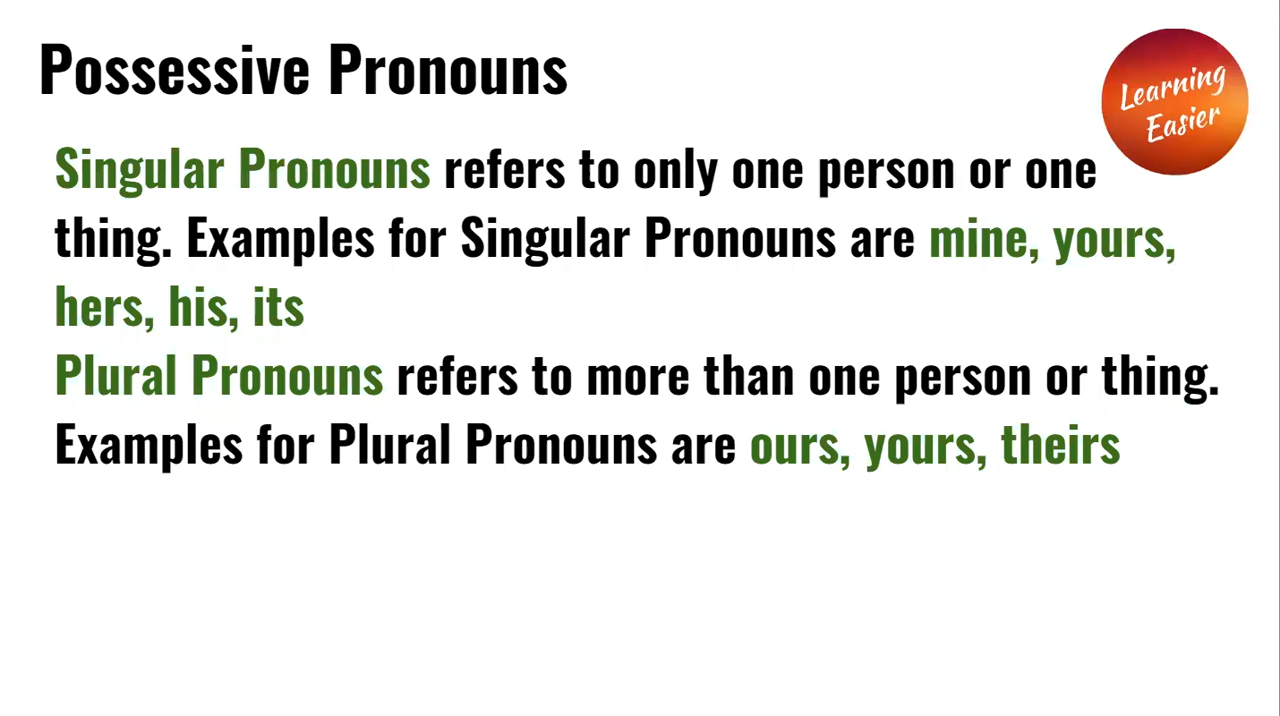 Possessive Pronouns
Learning
Easier
Singular Pronouns refers to only one person or one
thing. Examples for Singular Pronouns are mine, yours,
hers, his, its
Plural Pronouns refers to more than one person or thing.
Examples for Plural Pronouns are ours, yours, theirs